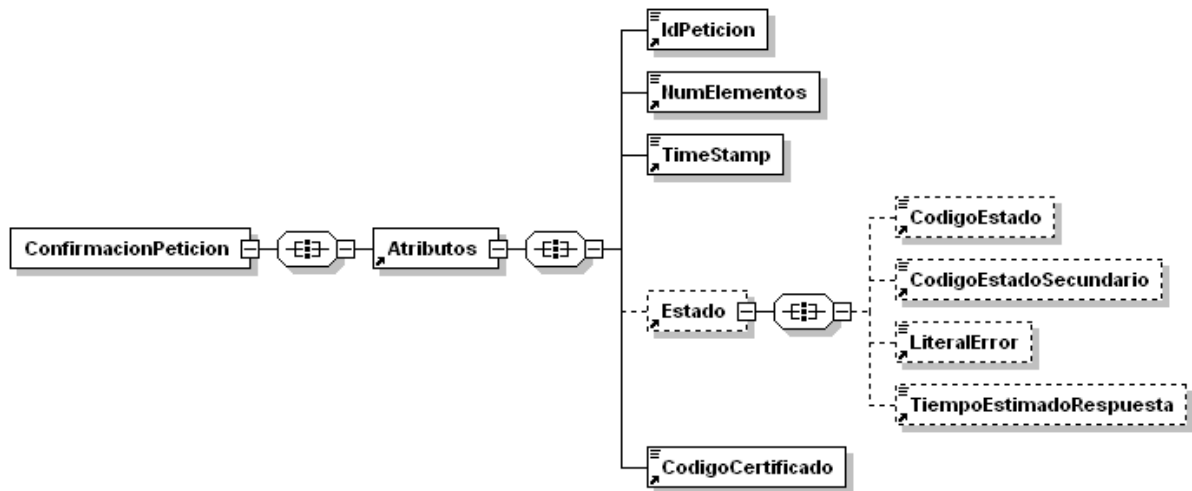 IdPeticion
NumElementos
TimeStamp
ConfirmacionPeticion
Atributos
Estado
CodigoEstado
CodigoEstadoSecundario
LiteralError
TiempoEstimadoRespuesta
CodigoCertificado